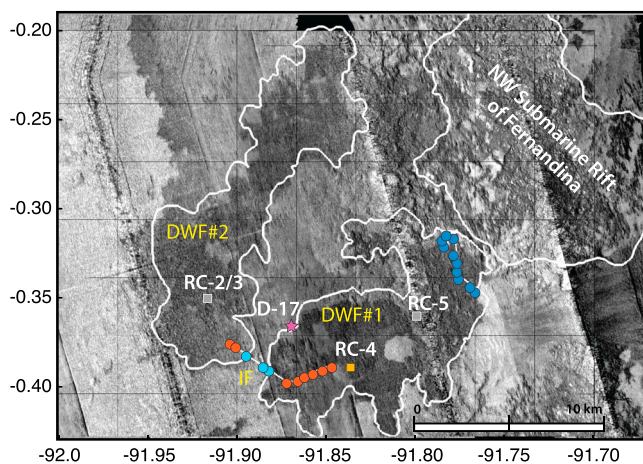 -0.20
-0.25
-0.30
-0.35
-0.40
NW Submarine Rift
of Fernandina
DWF#2
RC-2/3
D-17
DWF#1
RC-5
RC-4
IF
0
10 km
-92.0
-91.95
-91.90
-91.85
-91.80
-91.75
-91.70